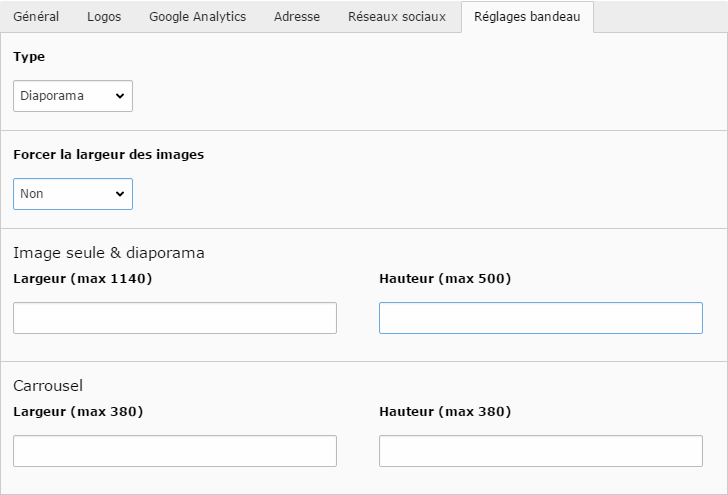 Général Logos Google Analytics Adresse Réseaux sociaux Réglages bandeau
Type
Diaporama
Forcer la largeur des images
Non
Image seule & diaporama
Largeur (max 1140) Hauteur (max 500)
Carrousel
Largeur (max 380) Hauteur (max 380)